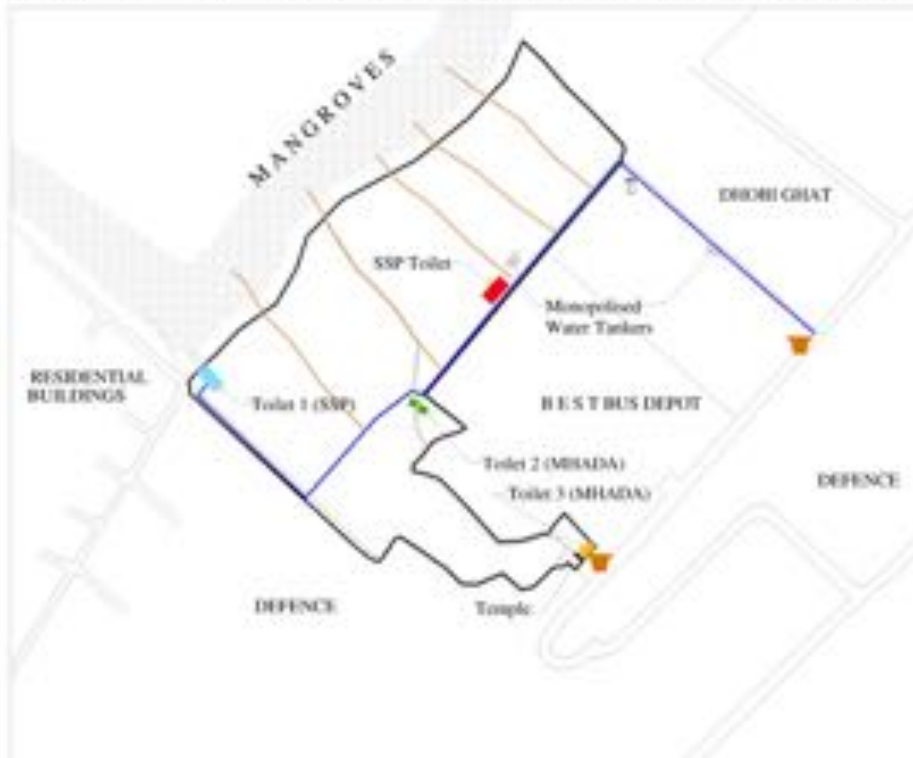 MANGROVES
DHOBI GHAT
SSP Toilet
Monopolised
Water Tankers
RESIDENTIAL
BUILDINGS
Toilet 1 (SSP)
B E S T BUS DEPOT
Toilet 2 (MHADA)
DEFENCE
Toilet 3 (MHADA)
DEFENCE
Temple